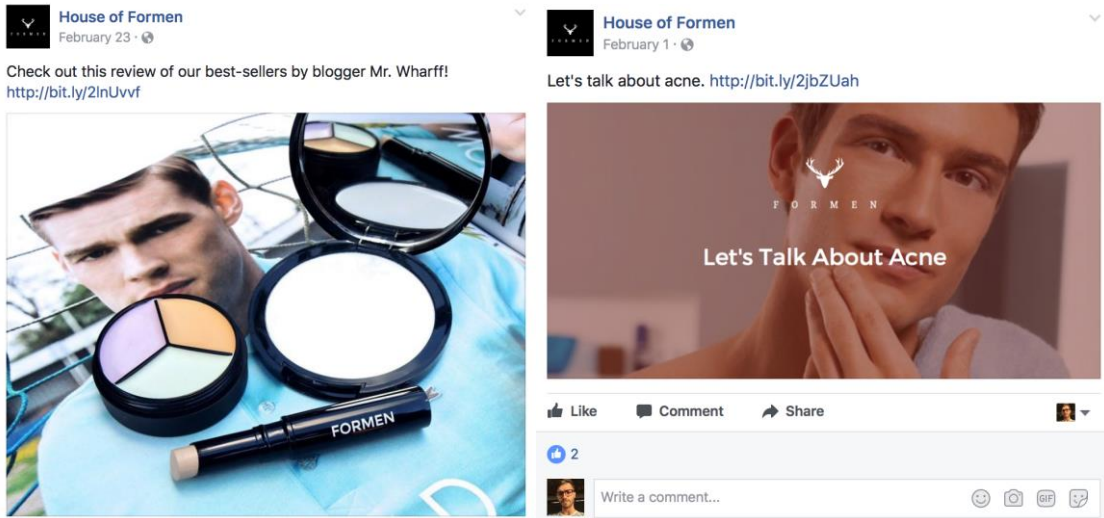 House of Formen
February 23 ·
Check out this review of our best-sellers by blogger Mr. Wharff!
http://bit.ly/2lnUvvf
FORMEN
House of Formen
February 1 ·
Let's talk about acne. http://bit.ly/2jbZUah
FORMEN
Let's Talk About Acne
Like Comment Share
2
Write a comment...
GIF